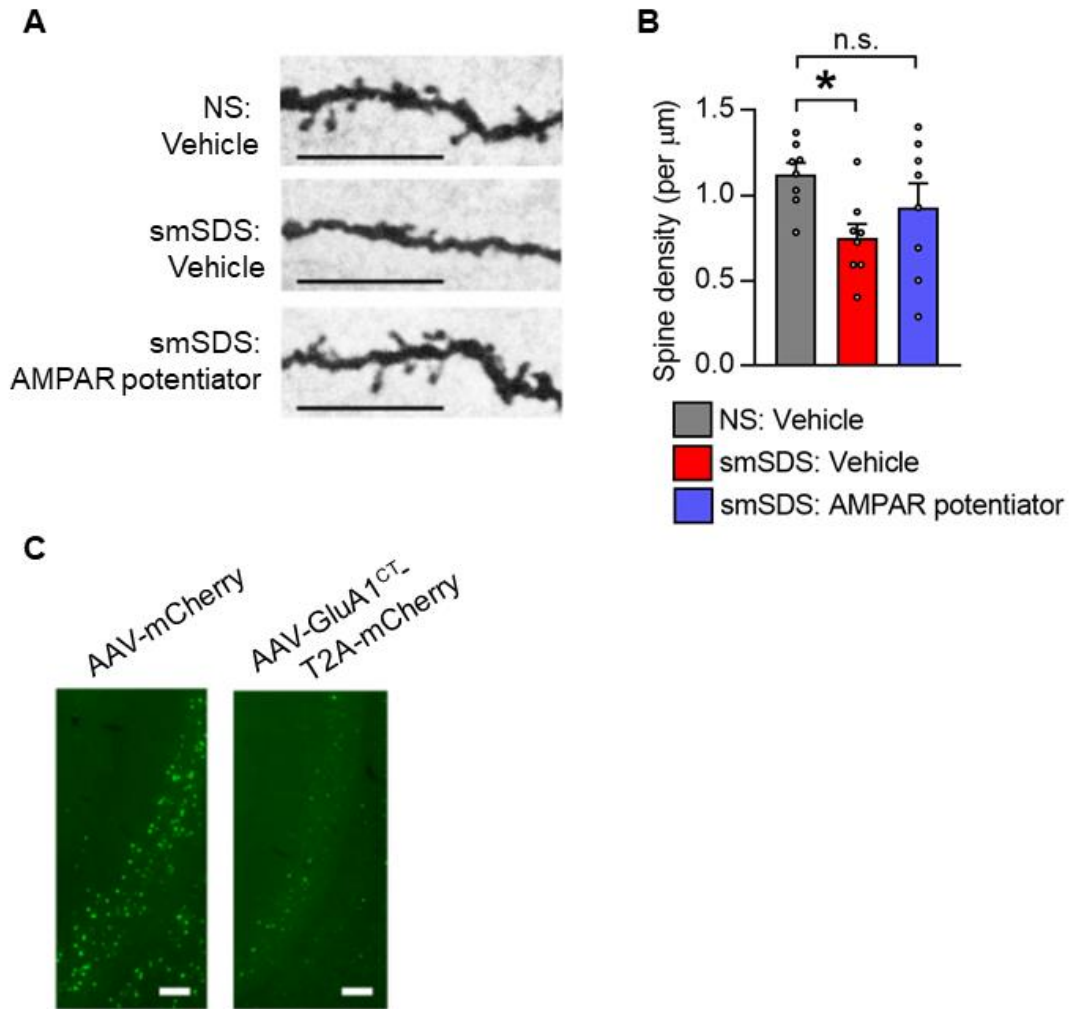 A
NS:
Vehicle
smSDS:
Vehicle
smSDS:
AMPAR potentiator
B
n.s.
*
Spine density (per μm)
1.5
1.0
0.5
0.0
NS: Vehicle
smSDS: Vehicle
smSDS: AMPAR potentiator
C
AAV-mCherry
AAV-GluA1CT-
T2A-mCherry